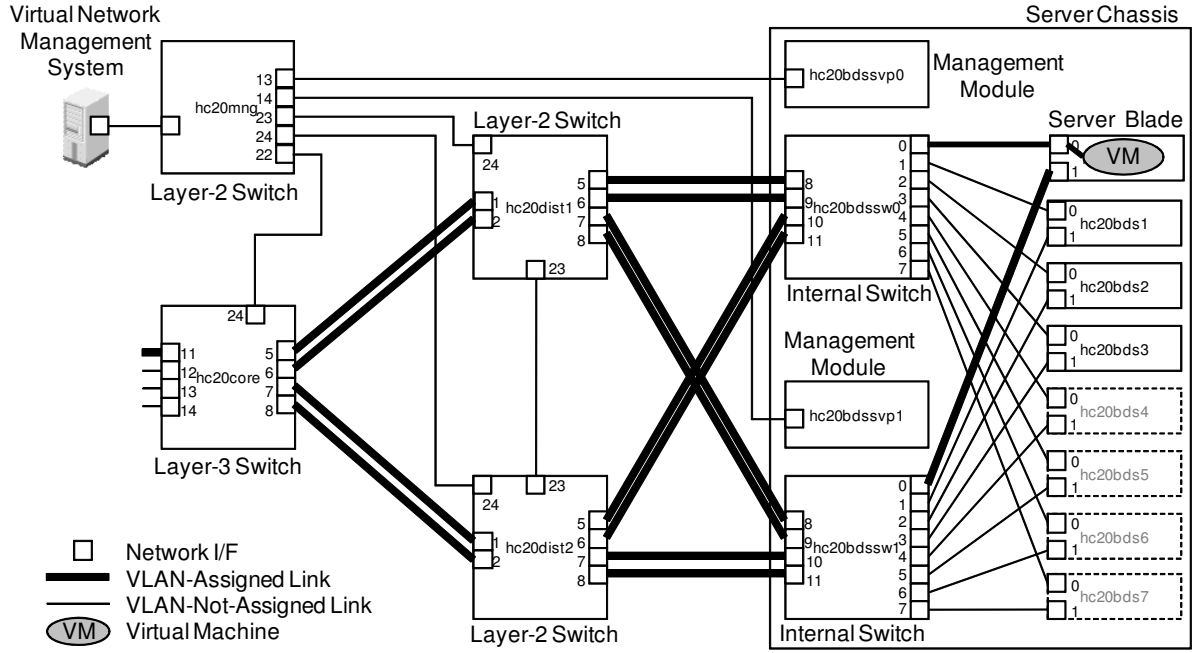 Virtual Network
Management
System
hc20mng
13
14
23
24
22
Layer-2 Switch
Layer-2 Switch
24
1
2
hc20dist1
5
6
7
8
23
24
11
12
13
14
hc20core
5
6
7
8
Layer-3 Switch
23
24
1
2
hc20dist2
5
6
7
8
Layer-2 Switch
Server Chassis
hc20bdssvp0
Management
Module
8
9
10
11
hc20bdssw0
0
1
2
3
4
5
6
7
Internal Switch
Management
Module
hc20bdssvp1
8
9
10
11
hc20bdssw1
0
1
2
3
4
5
6
7
Internal Switch
Server Blade
0
1
VM
0
1
hc20bds1
0
1
hc20bds2
0
1
hc20bds3
0
1
hc20bds4
0
1
hc20bds5
0
1
hc20bds6
0
1
hc20bds7
Network I/F
VLAN-Assigned Link
VLAN-Not-Assigned Link
VM
Virtual Machine